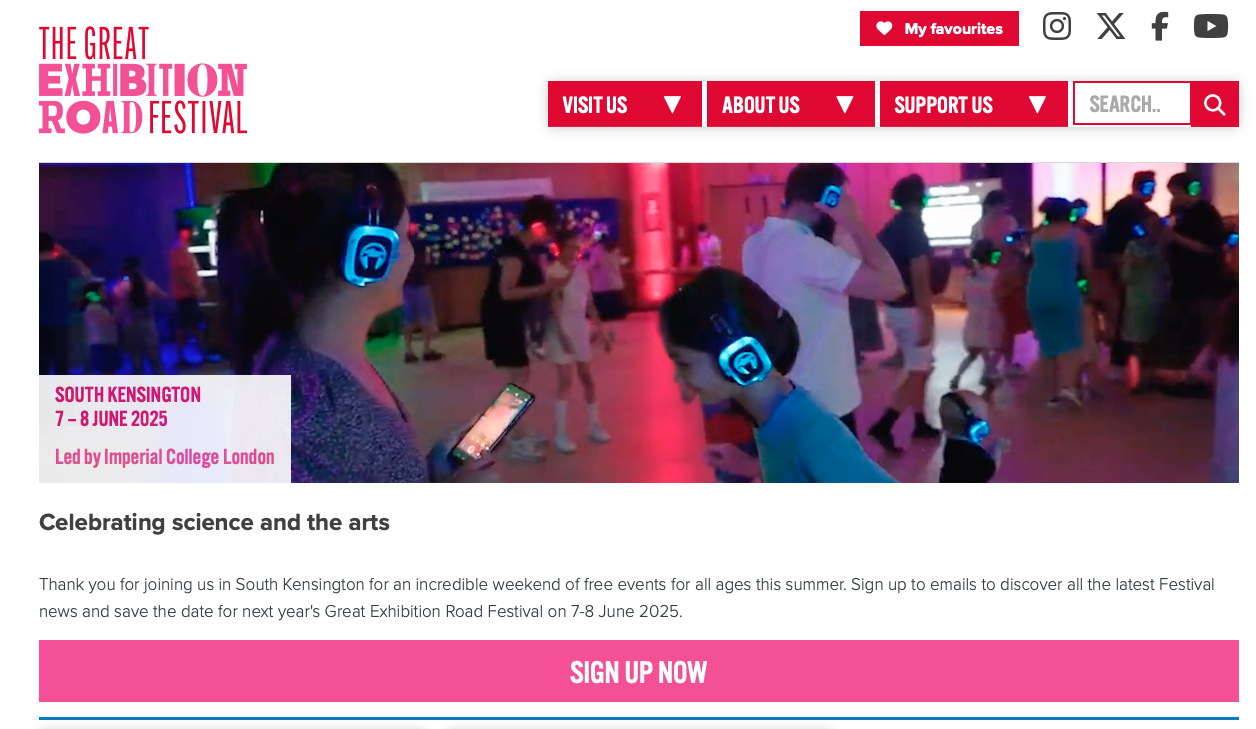 My favourites
THE GREAT
EXHIBITION
ROAD FESTIVAL
VISIT US
ABOUT US
SUPPORT US
SEARCH..
SOUTH KENSINGTON
7 – 8 JUNE 2025
Led by Imperial College London
Celebrating science and the arts
Thank you for joining us in South Kensington for an incredible weekend of free events for all ages this summer. Sign up to emails to discover all the latest Festival
news and save the date for next year's Great Exhibition Road Festival on 7-8 June 2025.
SIGN UP NOW